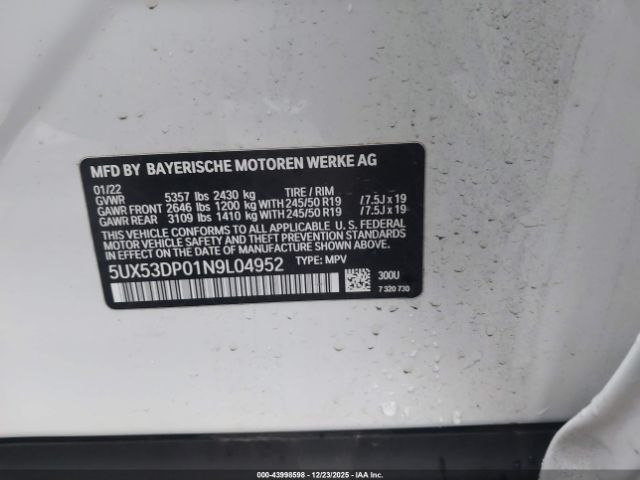 MFD BY BAYERISCHE MOTOREN WERKE AG
01/22
GVWR 5357 lbs 2430 kg TIRE / RIM
GAWR FRONT 2646 lbs 1200 kg WITH 245/50 R19 / 7.5J x 19
GAWR REAR 3109 lbs 1410 kg WITH 245/50 R19 / 7.5J x 19
THIS VEHICLE CONFORMS TO ALL APPLICABLE U. S. FEDERAL
MOTOR VEHICLE SAFETY, BUMPER, AND THEFT PREVENTION
STANDARDS IN EFFECT ON THE DATE OF MANUFACTURE SHOWN ABOVE.
5UX53DP01N9L04952 TYPE: MPV
300U
7 320 730
000-43998598 - 12/23/2025 - IAA Inc.